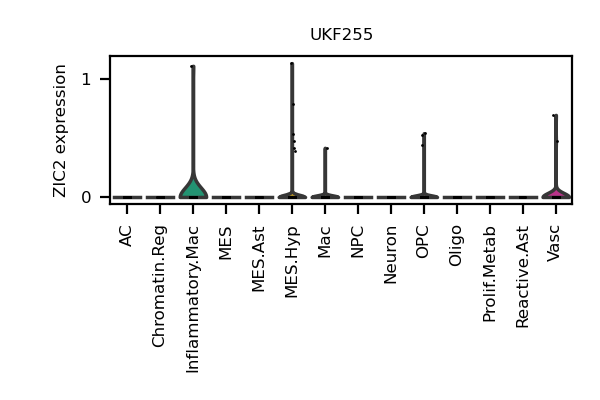 UKF255
ZIC2 expression
1
0
AC
Chromatin.Reg
Inflammatory.Mac
MES
MES.Ast
MES.Hyp
Mac
NPC
Neuron
OPC
Oligo
Prolif.Metab
Reactive.Ast
Vasc